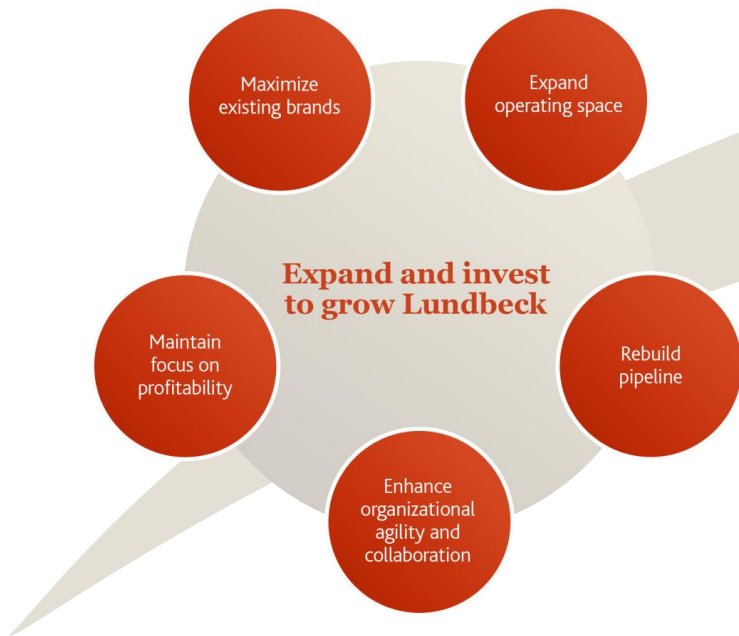 Maximize
existing brands
Expand
operating space
Expand and invest
to grow Lundbeck
Maintain
focus on
profitability
Rebuild
pipeline
Enhance
organizational
agility and
collaboration